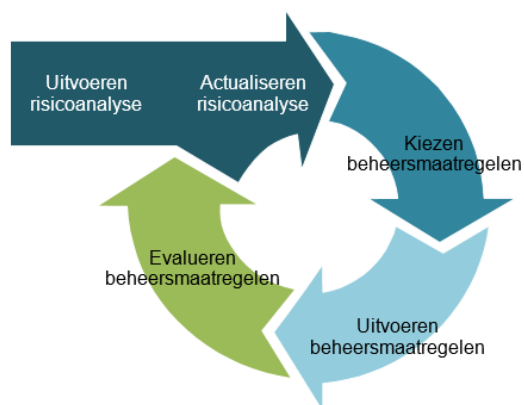 Uitvoeren
risicoanalyse
Actualiseren
risicoanalyse
Kiezen
beheersmaatregelen
Uitvoeren
beheersmaatregelen
Evalueren
beheersmaatregelen